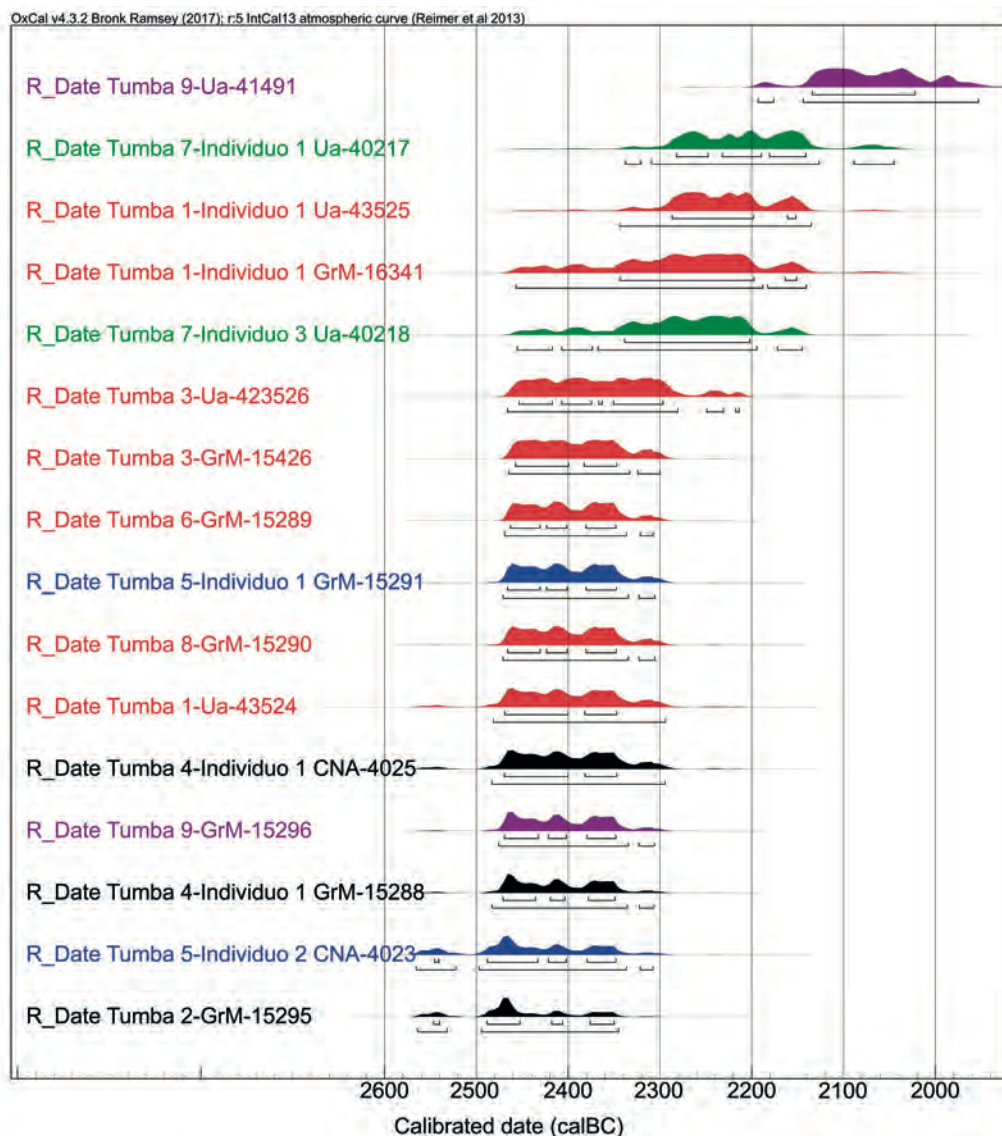 OxCal v4.3.2 Bronk Ramsey (2017); r:5 IntCal13 atmospheric curve (Reimer et al 2013)
R_Date Tumba 9-Ua-41491
R_Date Tumba 7-Individuo 1 Ua-40217
R_Date Tumba 1-Individuo 1 Ua-43525
R_Date Tumba 1-Individuo 1 GrM-16341
R_Date Tumba 7-Individuo 3 Ua-40218
R_Date Tumba 3-Ua-423526
R_Date Tumba 3-GrM-15426
R_Date Tumba 6-GrM-15289
R_Date Tumba 5-Individuo 1 GrM-15291
R_Date Tumba 8-GrM-15290
R_Date Tumba 1-Ua-43524
R_Date Tumba 4-Individuo 1 CNA-4025
R_Date Tumba 9-GrM-15296
R_Date Tumba 4-Individuo 1 GrM-15288
R_Date Tumba 5-Individuo 2 CNA-4023
R_Date Tumba 2-GrM-15295
2600 2500 2400 2300 2200 2100 2000
Calibrated date (calBC)